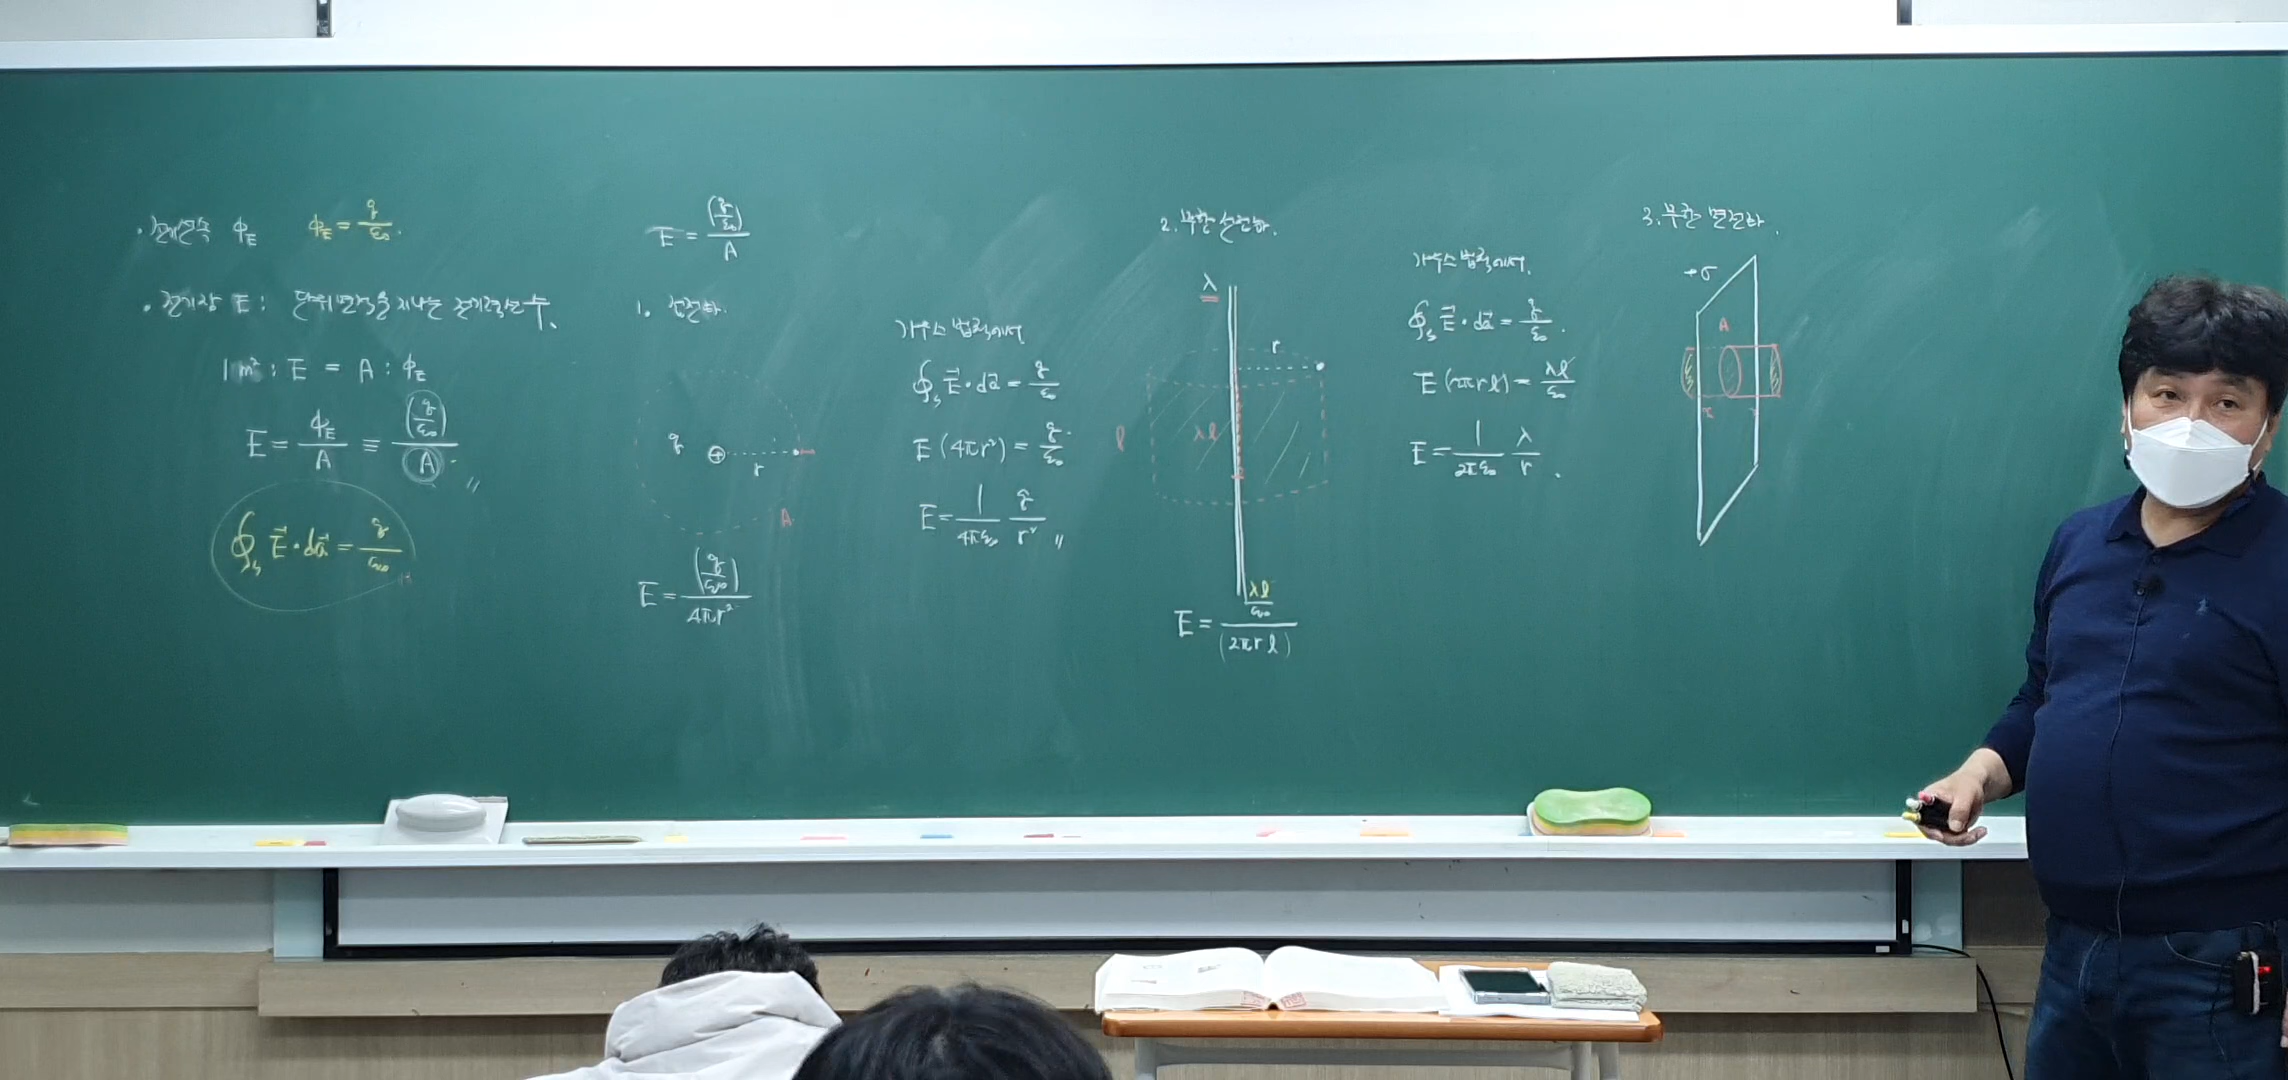 · 전기선속 Φ_E Φ_E = q/ε₀.
· 전기장 E : 단위면적을 지나는 전기력선 수.
1 m² : E = A : Φ_E
E = Φ_E/A ≡ (q/ε₀)/A . 〃
∮_S E⃗·da⃗ = q/ε₀ 〃
E = (q/ε₀)/A
1. 점전하.
q ⊕ r
A
E = (q/ε₀)/4πr²
가우스 법칙에서
∮_S E⃗·da⃗ = q/ε₀
E (4πr²) = q/ε₀
E = 1/4πε₀ q/r² 〃
2. 무한 선전하.
λ
r
l λl
E = (λl/ε₀)/(2πr l)
가우스 법칙에서.
∮_S E⃗·da⃗ = q/ε₀.
E (2πrl) = λl/ε₀
E = 1/2πε₀ λ/r .
3. 무한 면전하.
+σ
A
r r